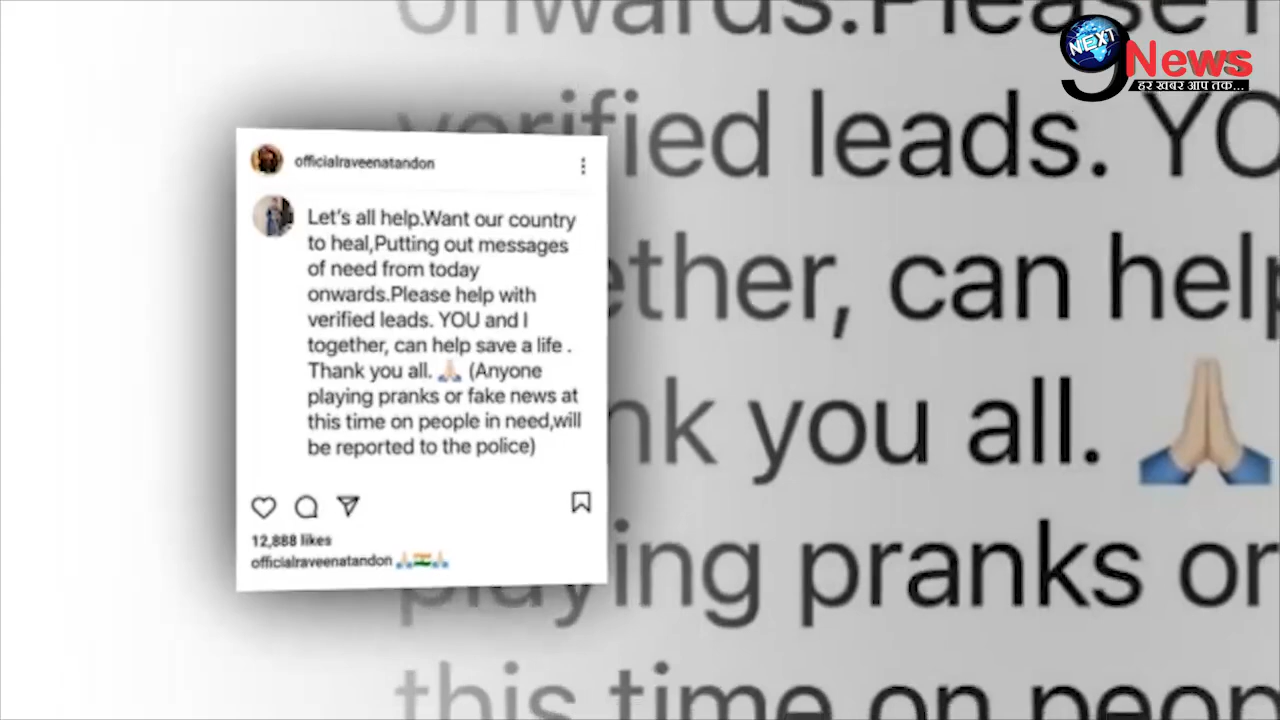 onwards.Please
NEXT
9 News
हर खबर आप तक...
verified leads. YO
ether, can help
nk you all. 🙏🏻
playing pranks or
this time on peop
officialraveenatandon
Let's all help.Want our country
to heal,Putting out messages
of need from today
onwards.Please help with
verified leads. YOU and I
together, can help save a life .
Thank you all. 🙏🏻 (Anyone
playing pranks or fake news at
this time on people in need,will
be reported to the police)
12,888 likes
officialraveenatandon 🙏🏻🇮🇳🙏🏻